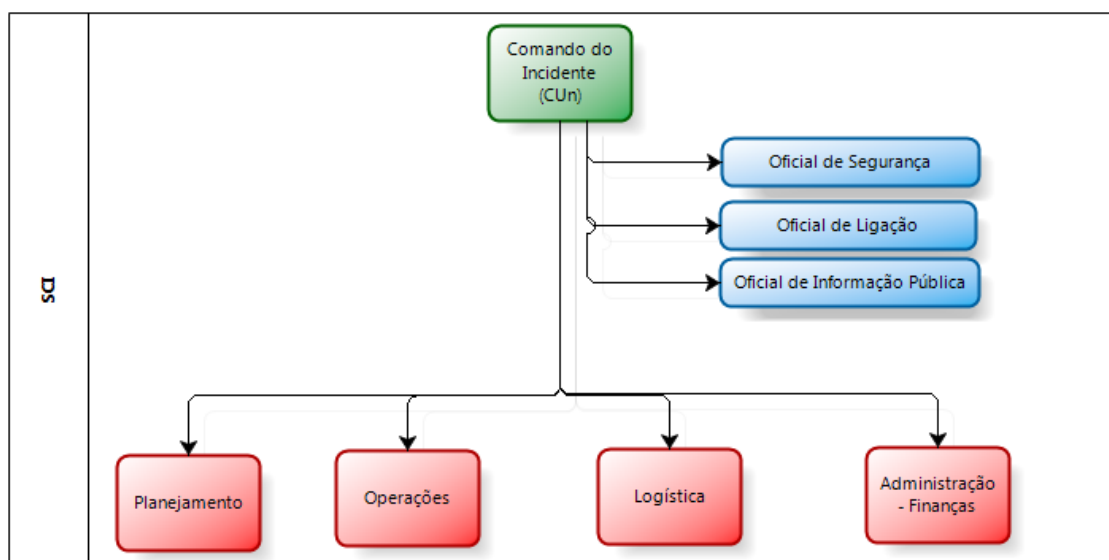 Comando do
Incidente
(CUn)
Oficial de Segurança
Oficial de Ligação
Oficial de Informação Pública
SCI
Planejamento
Operações
Logística
Administração
- Finanças